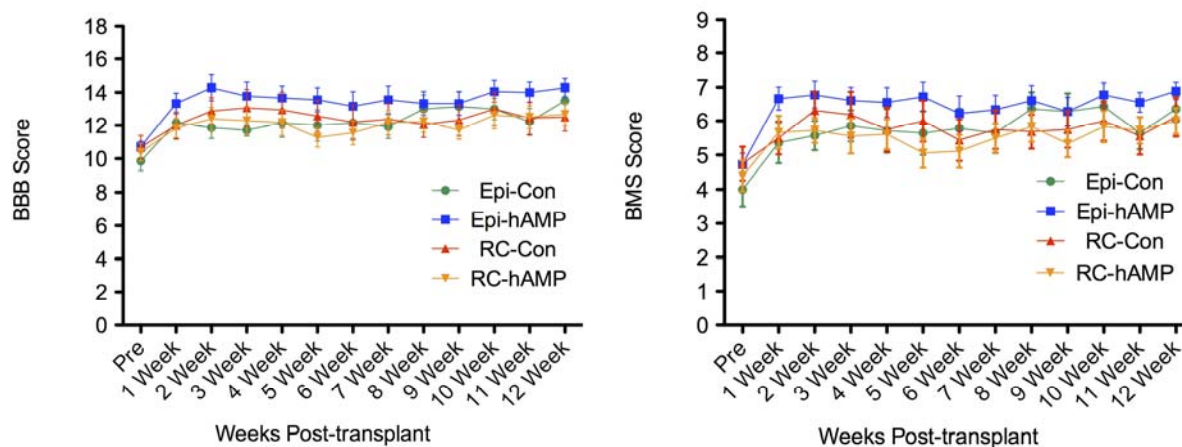 BBB Score
18
16
14
12
10
8
6
4
2
0
Epi-Con
Epi-hAMP
RC-Con
RC-hAMP
Pre
1 Week
2 Week
3 Week
4 Week
5 Week
6 Week
7 Week
8 Week
9 Week
10 Week
11 Week
12 Week
Weeks Post-transplant
BMS Score
9
8
7
6
5
4
3
2
1
0
Epi-Con
Epi-hAMP
RC-Con
RC-hAMP
Pre
1 Week
2 Week
3 Week
4 Week
5 Week
6 Week
7 Week
8 Week
9 Week
10 Week
11 Week
12 Week
Weeks Post-transplant